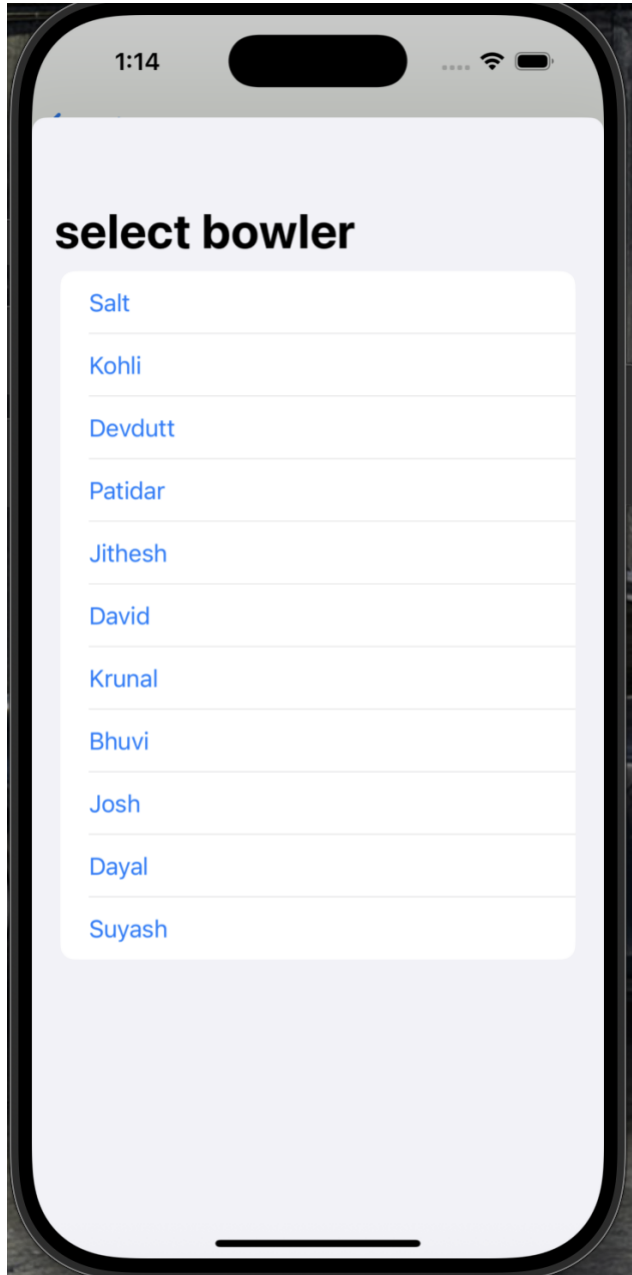 1:14
select bowler
Salt
Kohli
Devdutt
Patidar
Jithesh
David
Krunal
Bhuvi
Josh
Dayal
Suyash